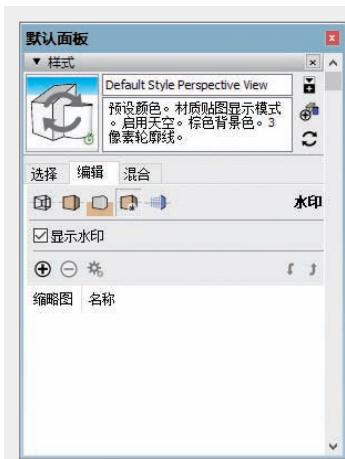 默认面板
▼ 样式
Default Style Perspective View
预设颜色。材质贴图显示模式
。启用天空。棕色背景色。3
像素轮廓线。
选择 编辑 混合
水印
显示水印
缩略图 名称